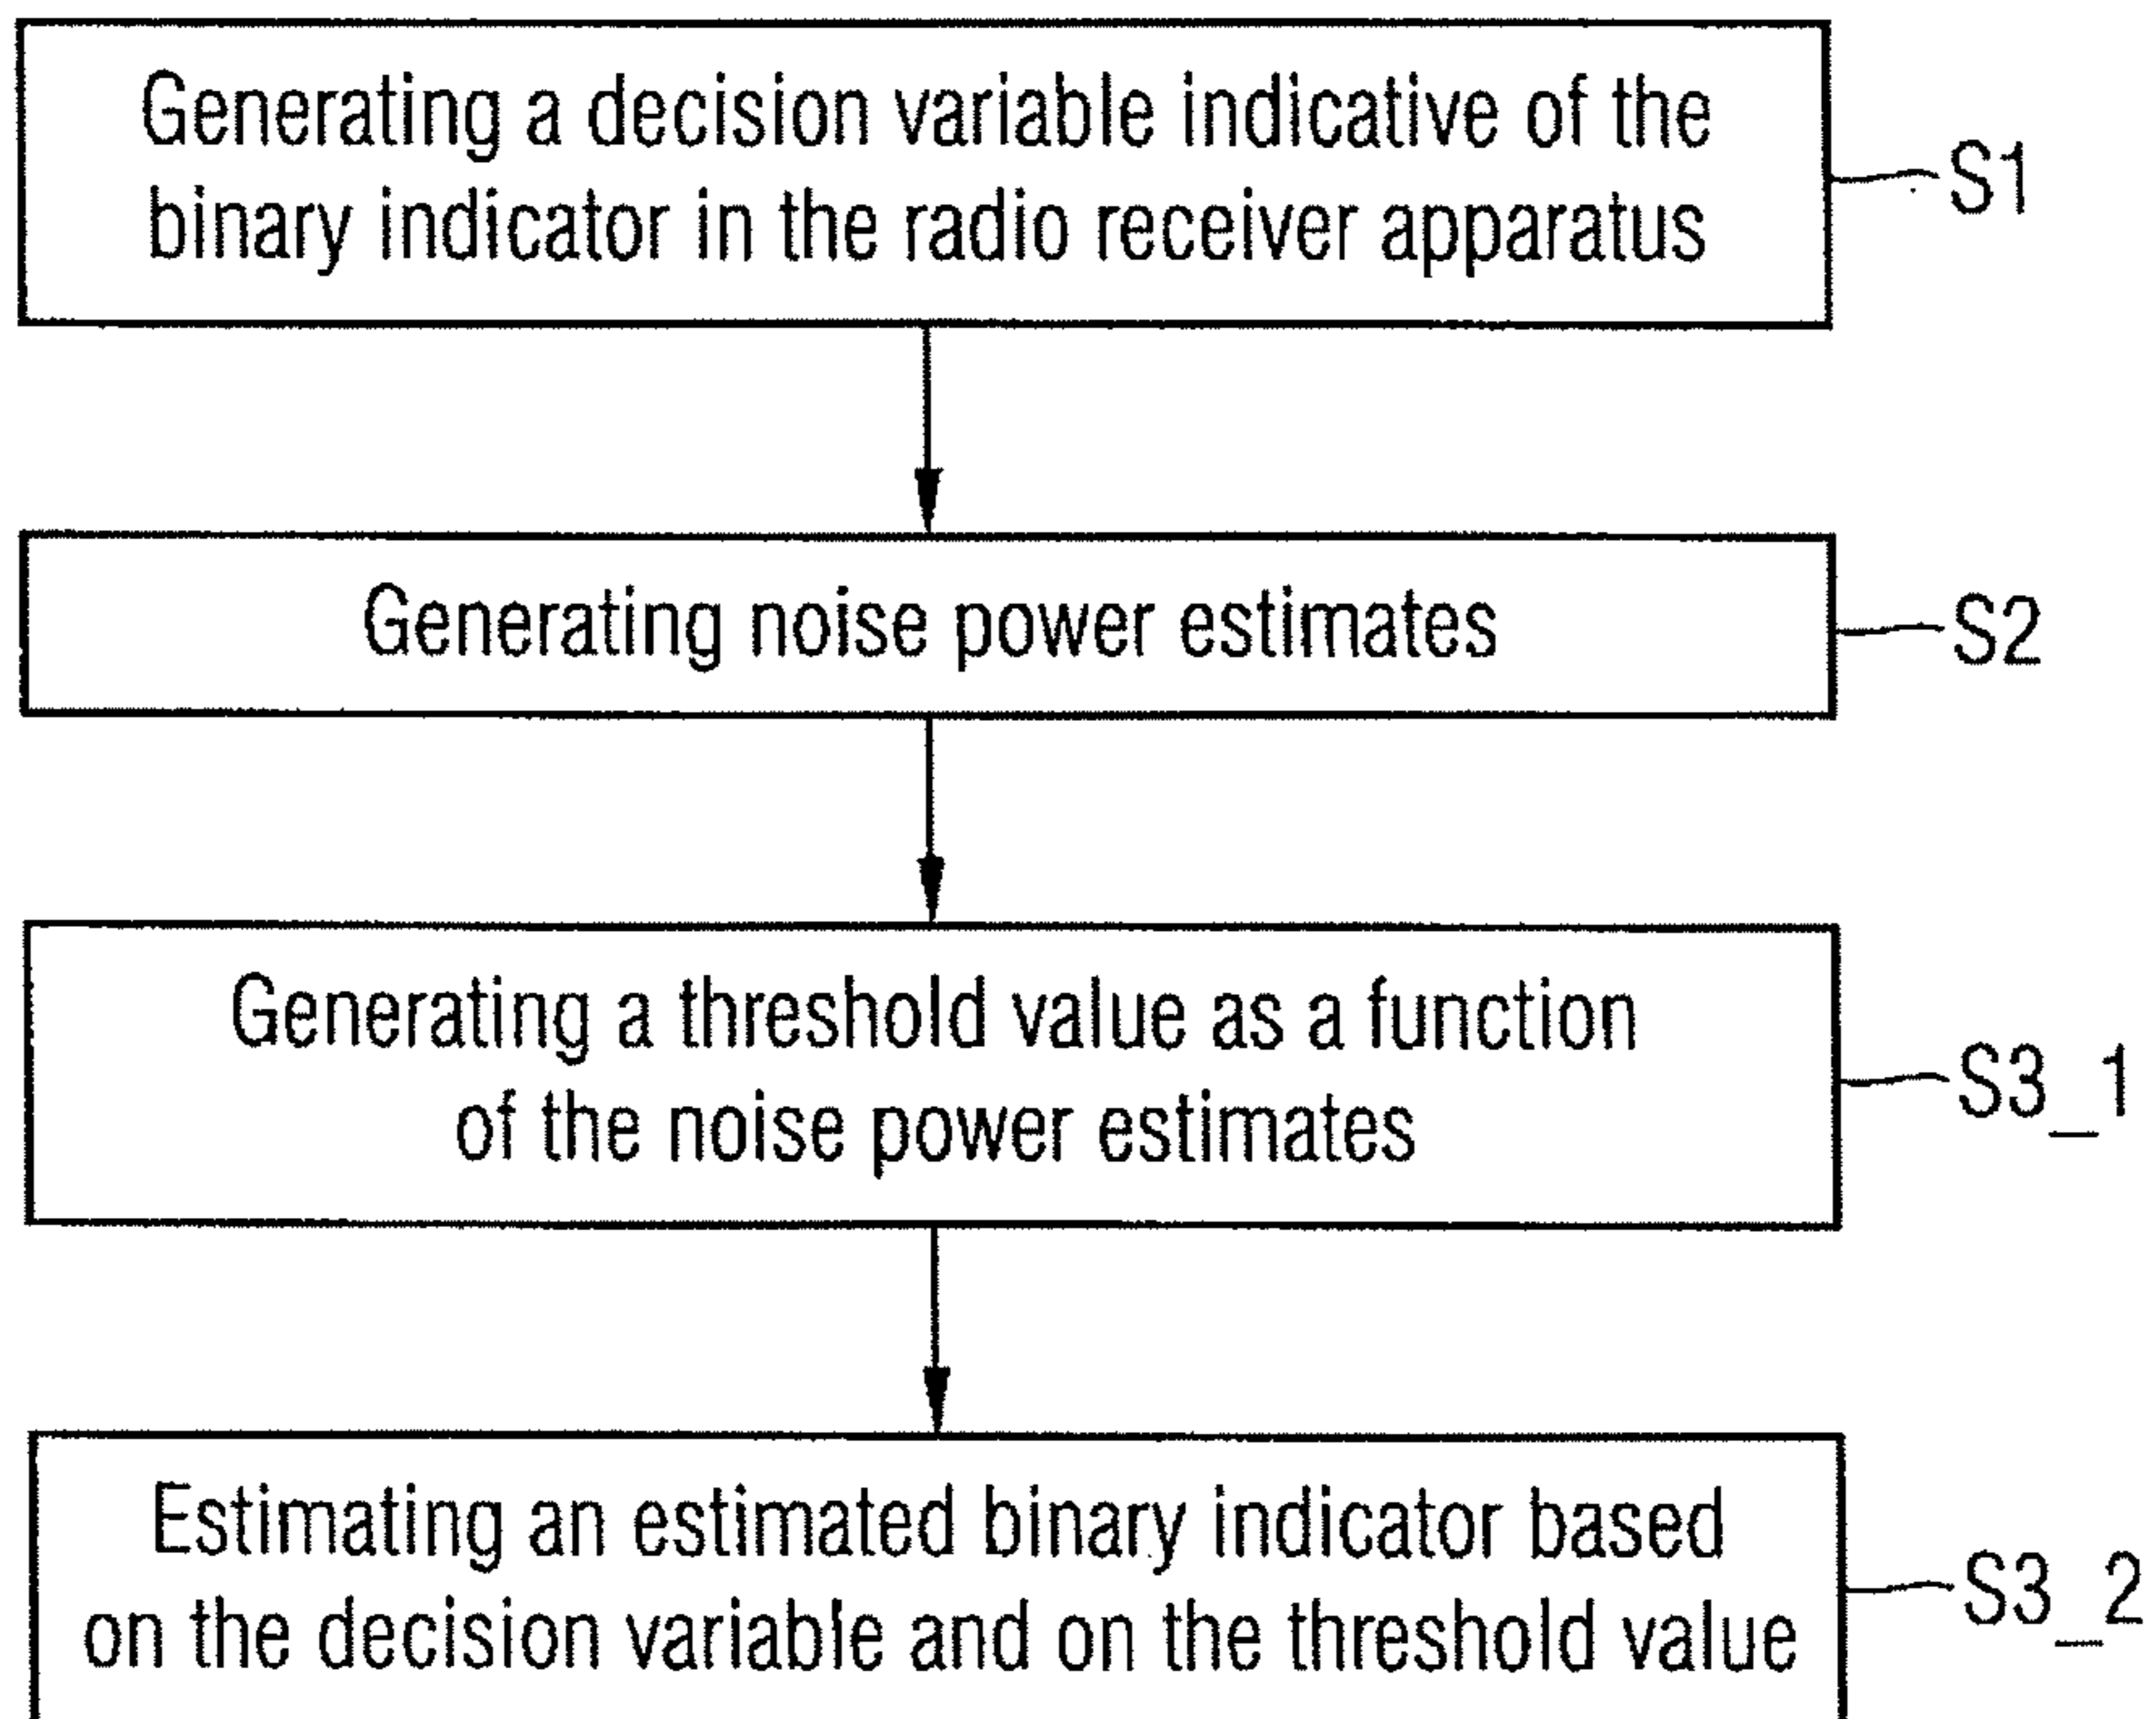 Generating a decision variable indicative of the
binary indicator in the radio receiver apparatus
S1
Generating noise power estimates
S2
Generating a threshold value as a function
of the noise power estimates
S3_1
Estimating an estimated binary indicator based
on the decision variable and on the threshold value
S3_2